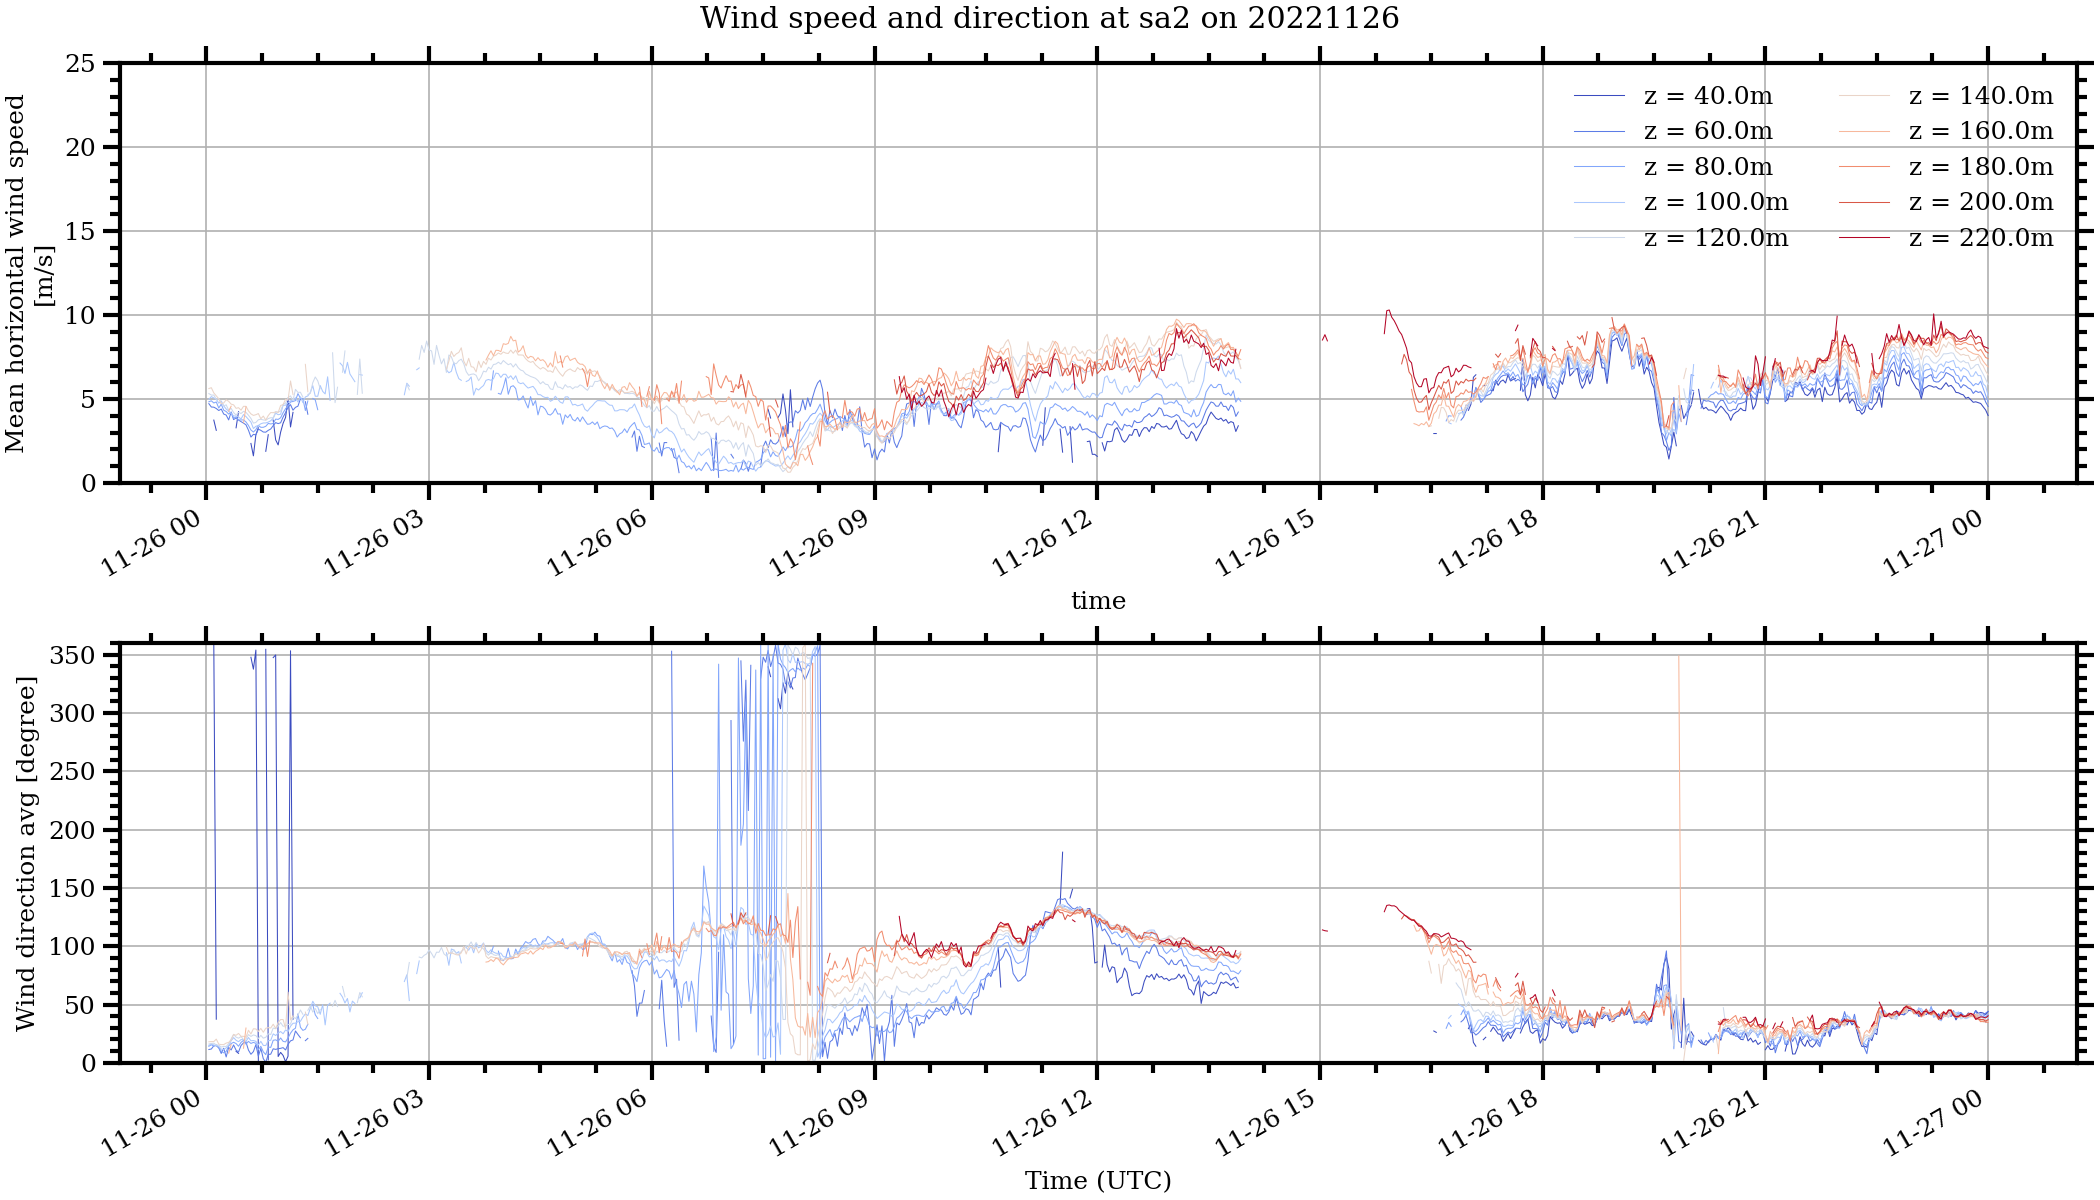 Wind speed and direction at sa2 on 20221126
Mean horizontal wind speed
[m/s]
25
20
15
10
5
0
z = 40.0m
z = 60.0m
z = 80.0m
z = 100.0m
z = 120.0m
z = 140.0m
z = 160.0m
z = 180.0m
z = 200.0m
z = 220.0m
11-26 00
11-26 03
11-26 06
11-26 09
11-26 12
11-26 15
11-26 18
11-26 21
11-27 00
time
Wind direction avg [degree]
350
300
250
200
150
100
50
0
11-26 00
11-26 03
11-26 06
11-26 09
11-26 12
11-26 15
11-26 18
11-26 21
11-27 00
Time (UTC)